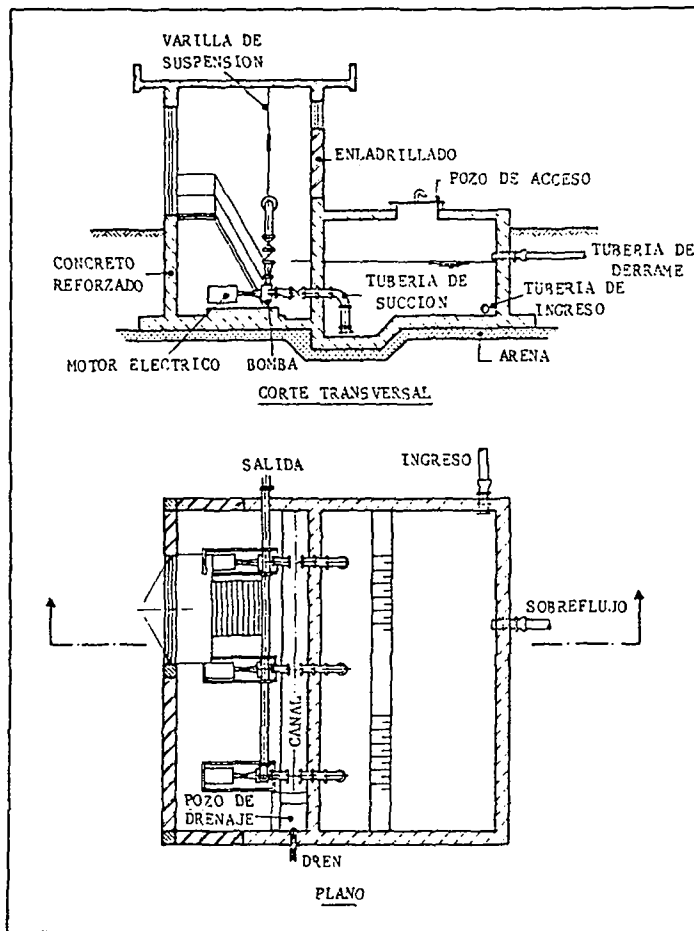 VARILLA DE
SUSPENSION
ENLADRILLADO
POZO DE ACCESO
CONCRETO
REFORZADO
TUBERIA DE
SUCCION
TUBERIA DE
DERRAME
TUBERIA DE
INGRESO
MOTOR ELECTRICO
BOMBA
ARENA
CORTE TRANSVERSAL
SALIDA
INGRESO
SOBREFLUJO
CANAL
POZO DE
DRENAJE
DREN
PLANO